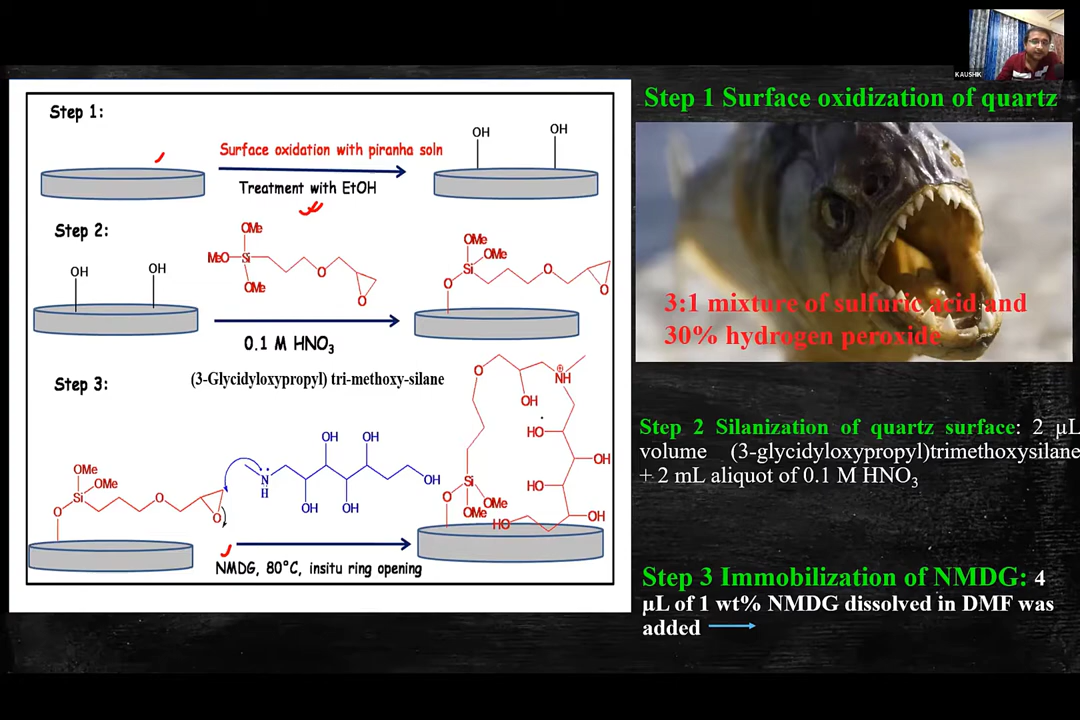 KAUSHIK
Step 1:
OH
OH
Surface oxidation with piranha soln
Treatment with EtOH
Step 2:
OH
OH
OMe
MeO
Si
OMe
O
O
0.1 M HNO3
(3-Glycidyloxypropyl) tri-methoxy-silane
OMe
OMe
Si
O
O
O
Step 3:
OMe
OMe
Si
O
O
O
N
H
OH
OH
OH
OH
OH
NMDG, 80°C, insitu ring opening
O
⊕
NH
OH
HO
OH
HO
Si
O
OMe
OMe
HO
OH
Step 1 Surface oxidization of quartz
3:1 mixture of sulfuric acid and
30% hydrogen peroxide
Step 2 Silanization of quartz surface: 2 µL
volume (3-glycidyloxypropyl)trimethoxysilane
+ 2 mL aliquot of 0.1 M HNO3
Step 3 Immobilization of NMDG: 4
µL of 1 wt% NMDG dissolved in DMF was
added